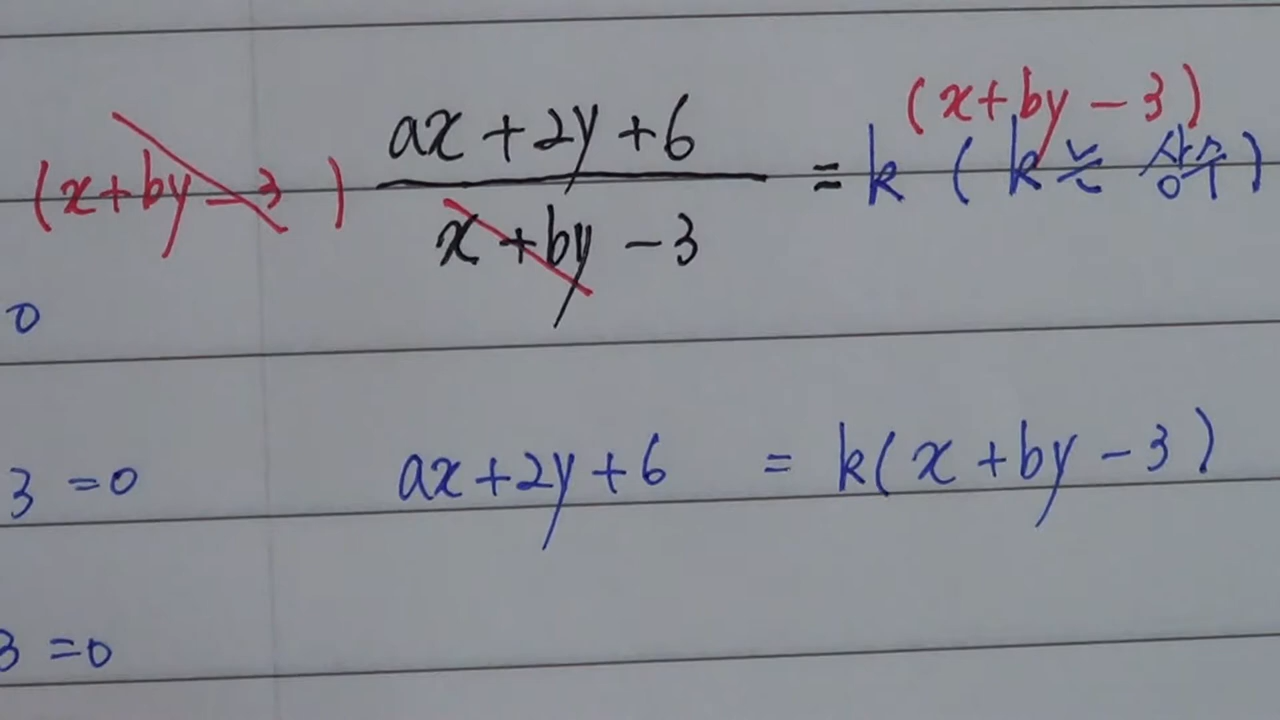 (x+by-3) (ax+2y+6)/(x+by-3) = k (x+by-3) (k는 상수)
0
3 =0 ax+2y+6 = k(x+by-3)
3 =0